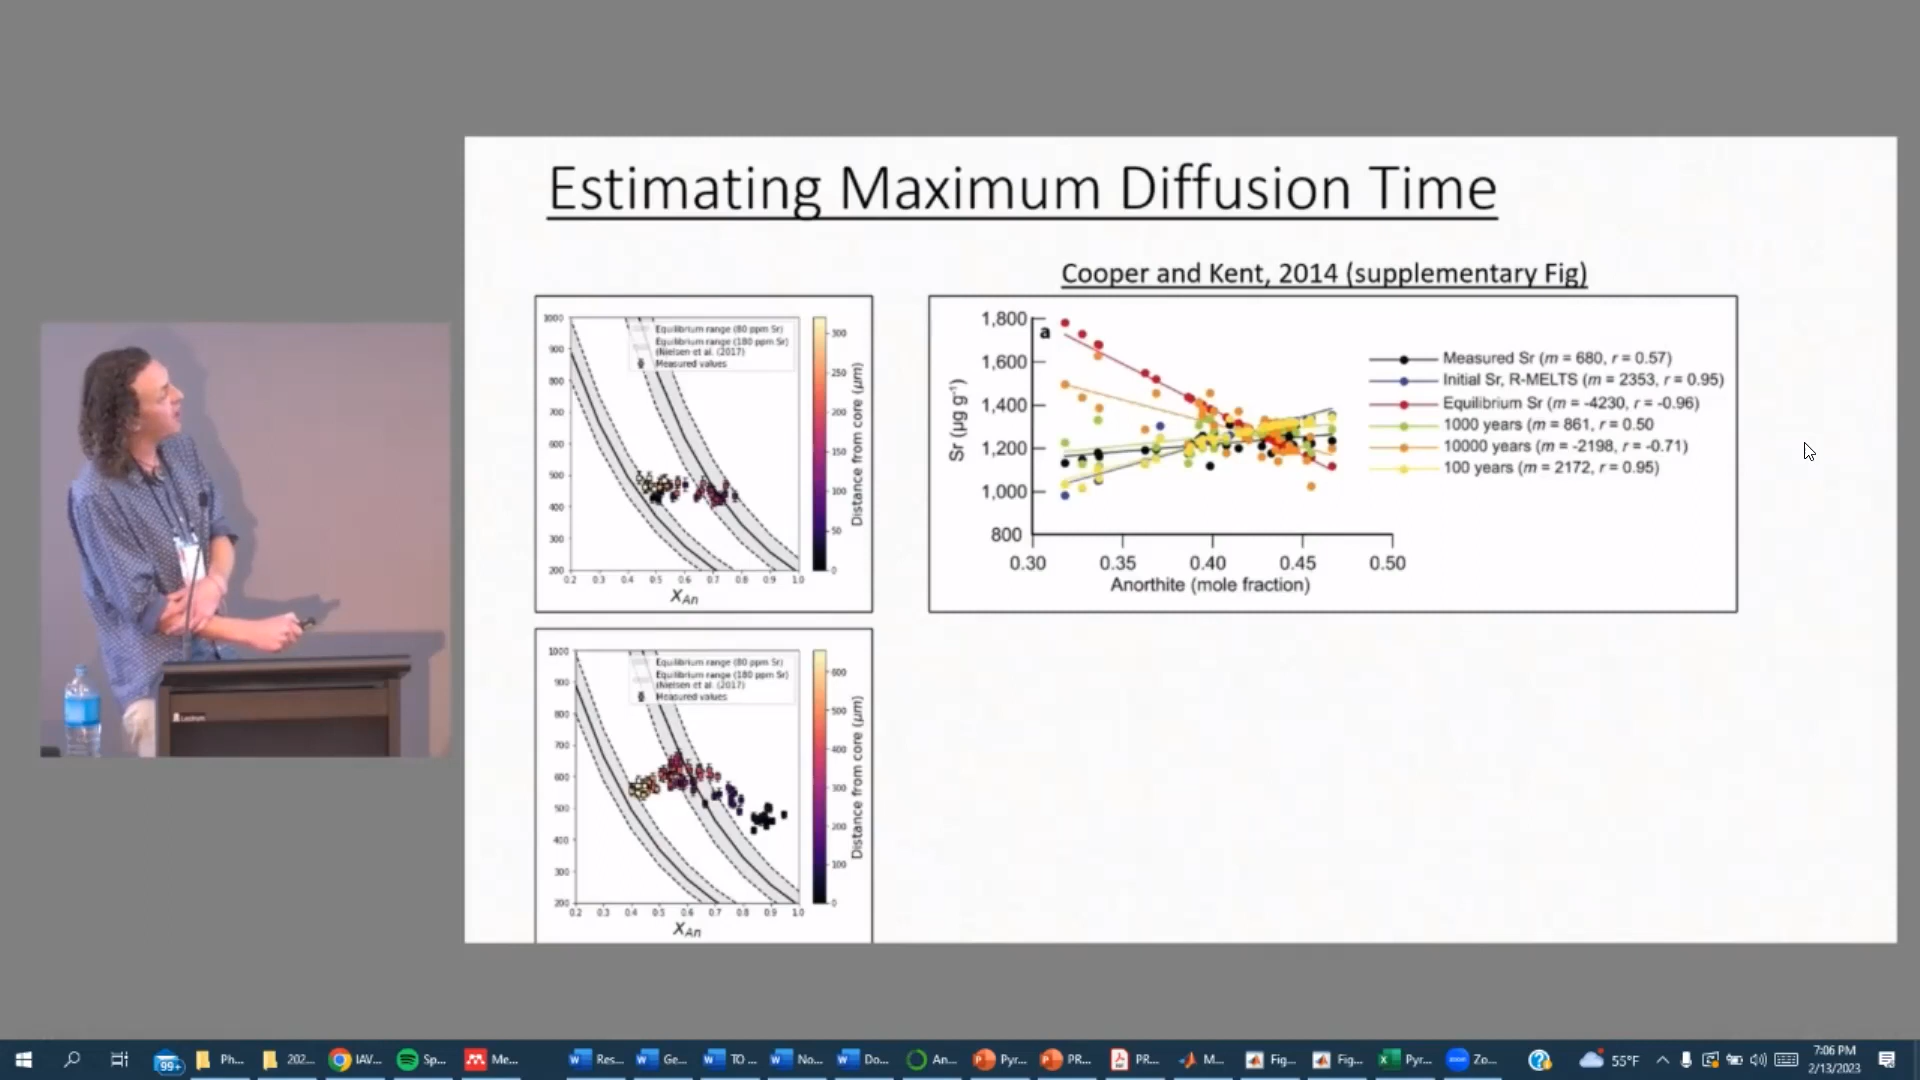 Estimating Maximum Diffusion Time
Cooper and Kent, 2014 (supplementary Fig)
1000
900
800
700
600
500
400
300
200
0.2 0.3 0.4 0.5 0.6 0.7 0.8 0.9 1.0
X_An
Equilibrium range (80 ppm Sr)
Equilibrium range (180 ppm Sr)
(Nielsen et al. (2017)
Measured values
300
250
200
150
100
50
0
Distance from core (µm)
a
1,800
1,600
1,400
1,200
1,000
800
Sr (µg g⁻¹)
0.30 0.35 0.40 0.45 0.50
Anorthite (mole fraction)
Measured Sr (m = 680, r = 0.57)
Initial Sr, R-MELTS (m = 2353, r = 0.95)
Equilibrium Sr (m = -4230, r = -0.96)
1000 years (m = 861, r = 0.50
10000 years (m = -2198, r = -0.71)
100 years (m = 2172, r = 0.95)
1000
900
800
700
600
500
400
300
200
0.2 0.3 0.4 0.5 0.6 0.7 0.8 0.9 1.0
X_An
Equilibrium range (80 ppm Sr)
Equilibrium range (180 ppm Sr)
(Nielsen et al. (2017)
Measured values
600
500
400
300
200
100
0
Distance from core (µm)
99+ Ph... 202... IAV... Sp... Me... Res... Ge... TO ... No... Do... An... Pyr... PR... PR... M... Fig... Fig... Pyr... Zo... 55°F
7:06 PM
2/13/2023